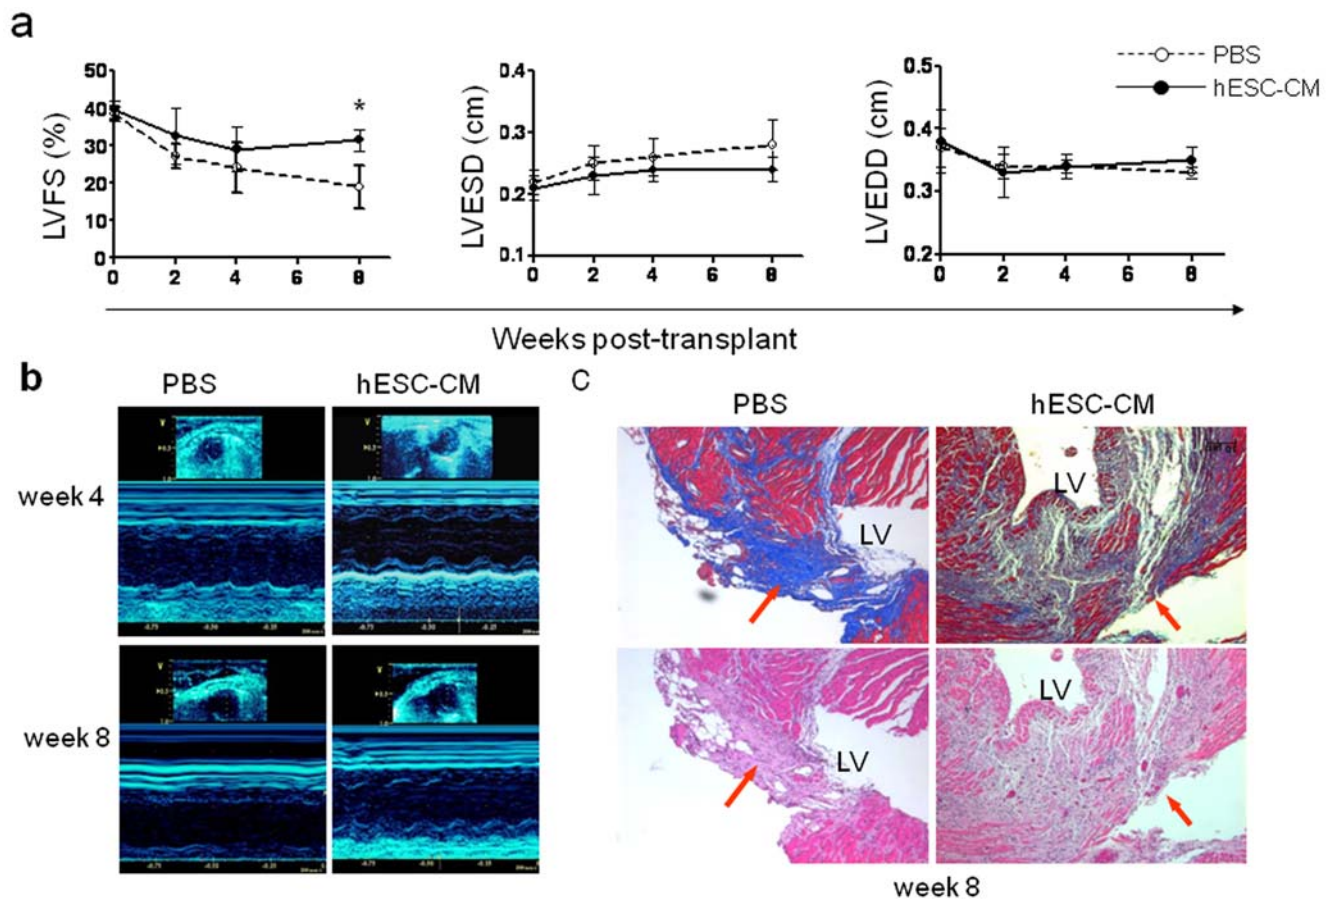 a
PBS
hESC-CM
LVFS (%)
50
40
30
20
10
0
*
0 2 4 6 8
LVESD (cm)
0.4
0.3
0.2
0.1
0 2 4 6 8
LVEDD (cm)
0.5
0.4
0.3
0.2
0 2 4 6 8
Weeks post-transplant
b
PBS hESC-CM
week 4
V
V
week 8
V
V
C
PBS hESC-CM
LV
LV
LV
LV
week 8